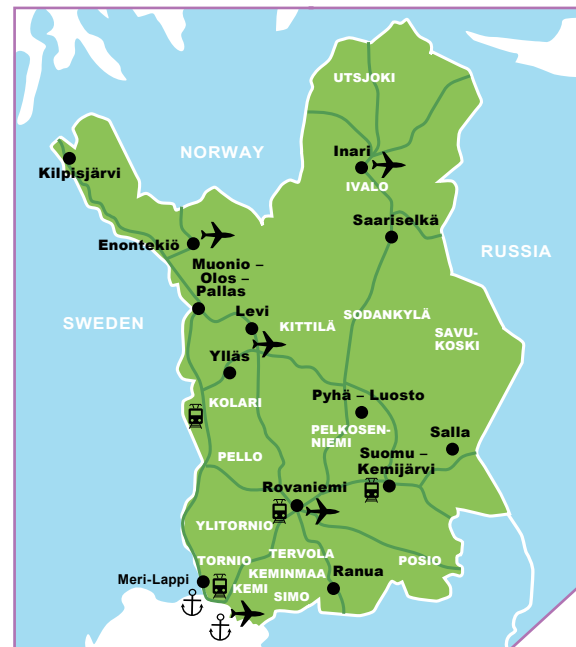 UTSJOKI
NORWAY
Inari
Kilpisjärvi
IVALO
Saariselkä
Enontekiö
RUSSIA
Muonio –
Olos –
Pallas
SWEDEN
Levi
KITTILÄ
SODANKYLÄ
SAVU-
KOSKI
Ylläs
KOLARI
Pyhä – Luosto
PELKOSEN-
NIEMI
Salla
PELLO
Suomu –
Kemijärvi
Rovaniemi
YLITORNIO
TORNIO
TERVOLA
POSIO
KEMINMAA
Meri-Lappi
KEMI
SIMO
Ranua